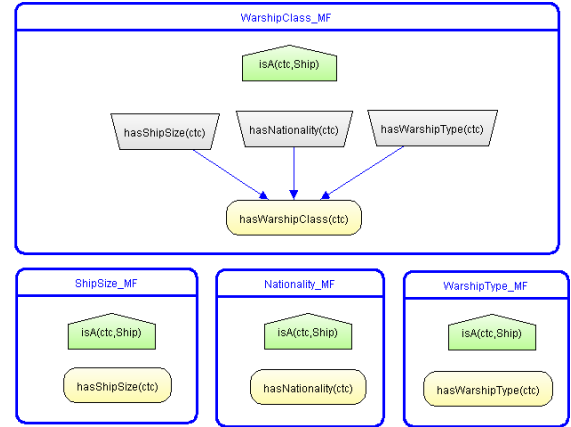 WarshipClass_MF
isA(ctc,Ship)
hasShipSize(ctc)
hasNationality(ctc)
hasWarshipType(ctc)
hasWarshipClass(ctc)
ShipSize_MF
Nationality_MF
WarshipType_MF
isA(ctc,Ship)
isA(ctc,Ship)
isA(ctc,Ship)
hasShipSize(ctc)
hasNationality(ctc)
hasWarshipType(ctc)